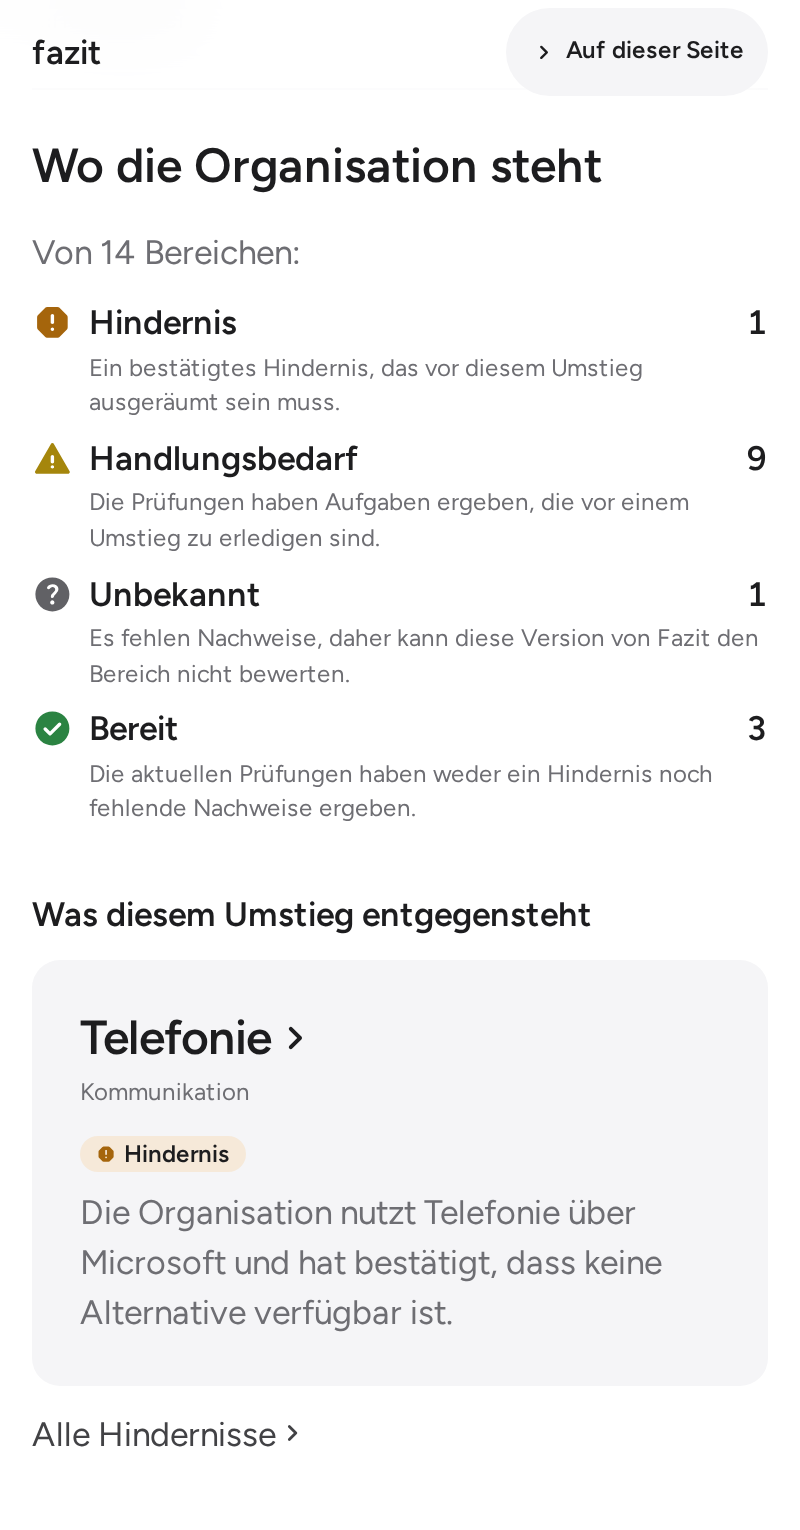 fazit
Auf dieser Seite
Wo die Organisation steht
Von 14 Bereichen:
Hindernis 1
Ein bestätigtes Hindernis, das vor diesem Umstieg
ausgeräumt sein muss.
Handlungsbedarf 9
Die Prüfungen haben Aufgaben ergeben, die vor einem
Umstieg zu erledigen sind.
Unbekannt 1
Es fehlen Nachweise, daher kann diese Version von Fazit den
Bereich nicht bewerten.
Bereit 3
Die aktuellen Prüfungen haben weder ein Hindernis noch
fehlende Nachweise ergeben.
Was diesem Umstieg entgegensteht
Telefonie
Kommunikation
Hindernis
Die Organisation nutzt Telefonie über
Microsoft und hat bestätigt, dass keine
Alternative verfügbar ist.
Alle Hindernisse